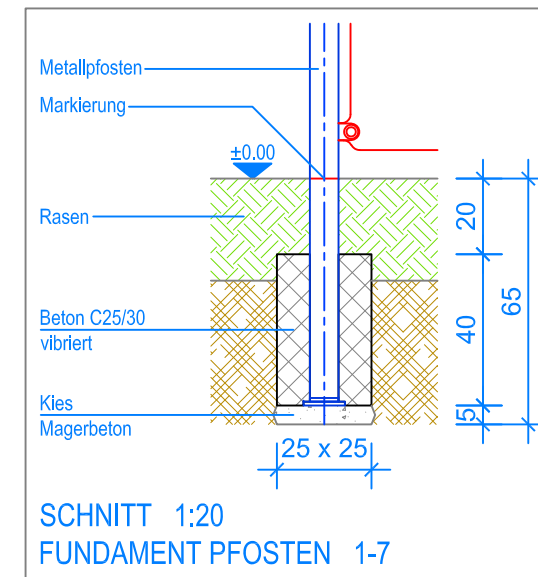 Metallpfosten
Markierung
±0.00
Rasen
20
65
Beton C25/30
vibriert
40
Kies
Magerbeton
5
25 x 25
SCHNITT 1:20
FUNDAMENT PFOSTEN 1-7